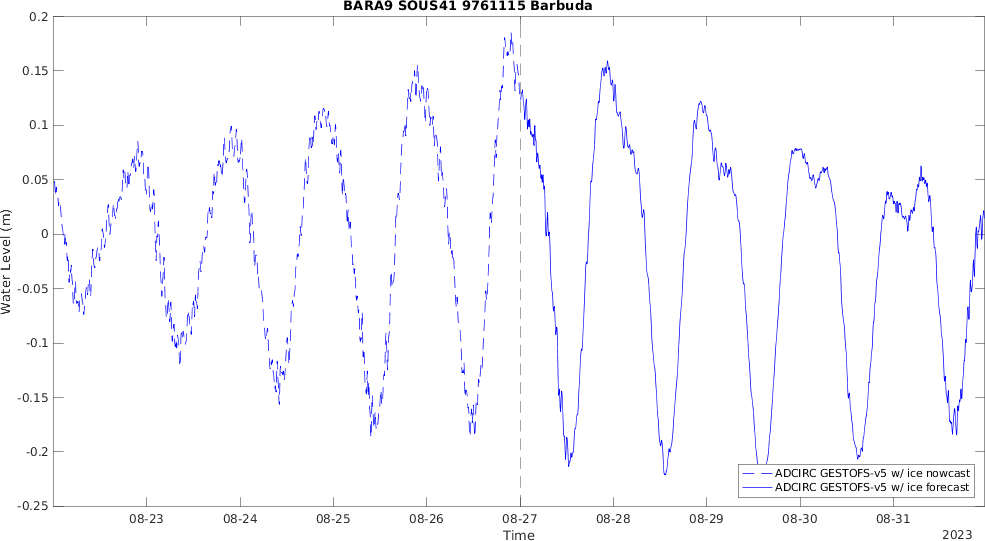 BARA9 SOUS41 9761115 Barbuda
0.2
0.15
0.1
0.05
0
-0.05
-0.1
-0.15
-0.2
-0.25
Water Level (m)
ADCIRC GESTOFS-v5 w/ ice nowcast
ADCIRC GESTOFS-v5 w/ ice forecast
08-23 08-24 08-25 08-26 08-27 08-28 08-29 08-30 08-31
Time
2023